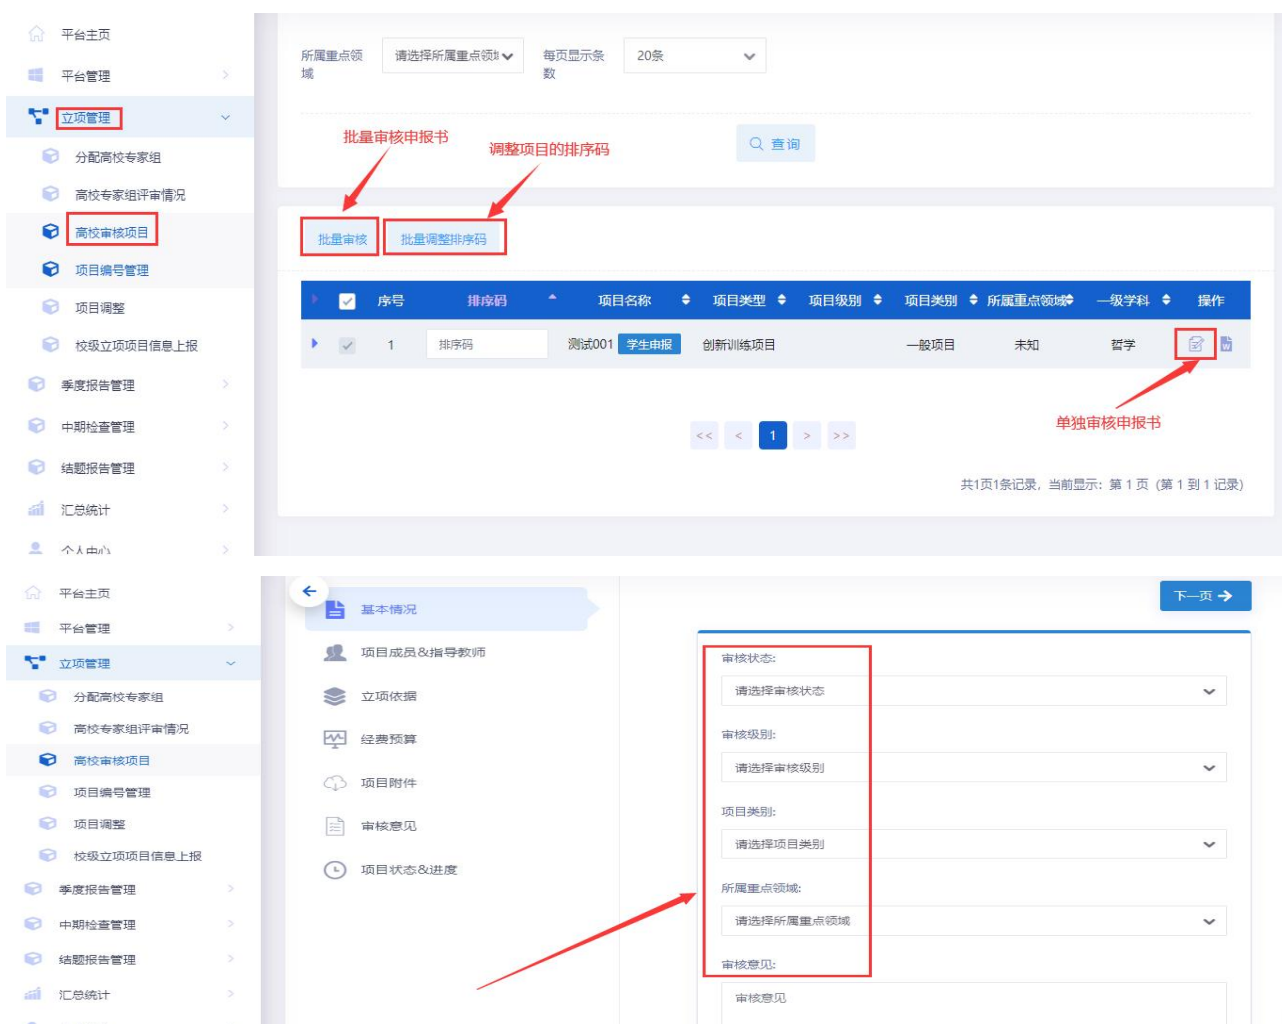 平台主页
平台管理
立项管理
分配高校专家组
高校专家组评审情况
高校审核项目
项目编号管理
项目调整
校级立项项目信息上报
季度报告管理
中期检查管理
结题报告管理
汇总统计
个人中心
所属重点领域
请选择所属重点领域
每页显示条数
20条
查询
批量审核申报书
调整项目的排序码
批量审核
批量调整排序码
序号 排序码 项目名称 项目类型 项目级别 项目类别 所属重点领域 一级学科 操作
1 排序码 测试001 学生申报 创新训练项目 一般项目 未知 哲学
单独审核申报书
<< < 1 > >>
共1页1条记录，当前显示：第 1 页（第 1 到 1 记录）
平台主页
平台管理
立项管理
分配高校专家组
高校专家组评审情况
高校审核项目
项目编号管理
项目调整
校级立项项目信息上报
季度报告管理
中期检查管理
结题报告管理
汇总统计
基本情况
项目成员&指导教师
立项依据
经费预算
项目附件
审核意见
项目状态&进度
下一页
审核状态:
请选择审核状态
审核级别:
请选择审核级别
项目类别:
请选择项目类别
所属重点领域:
请选择所属重点领域
审核意见:
审核意见